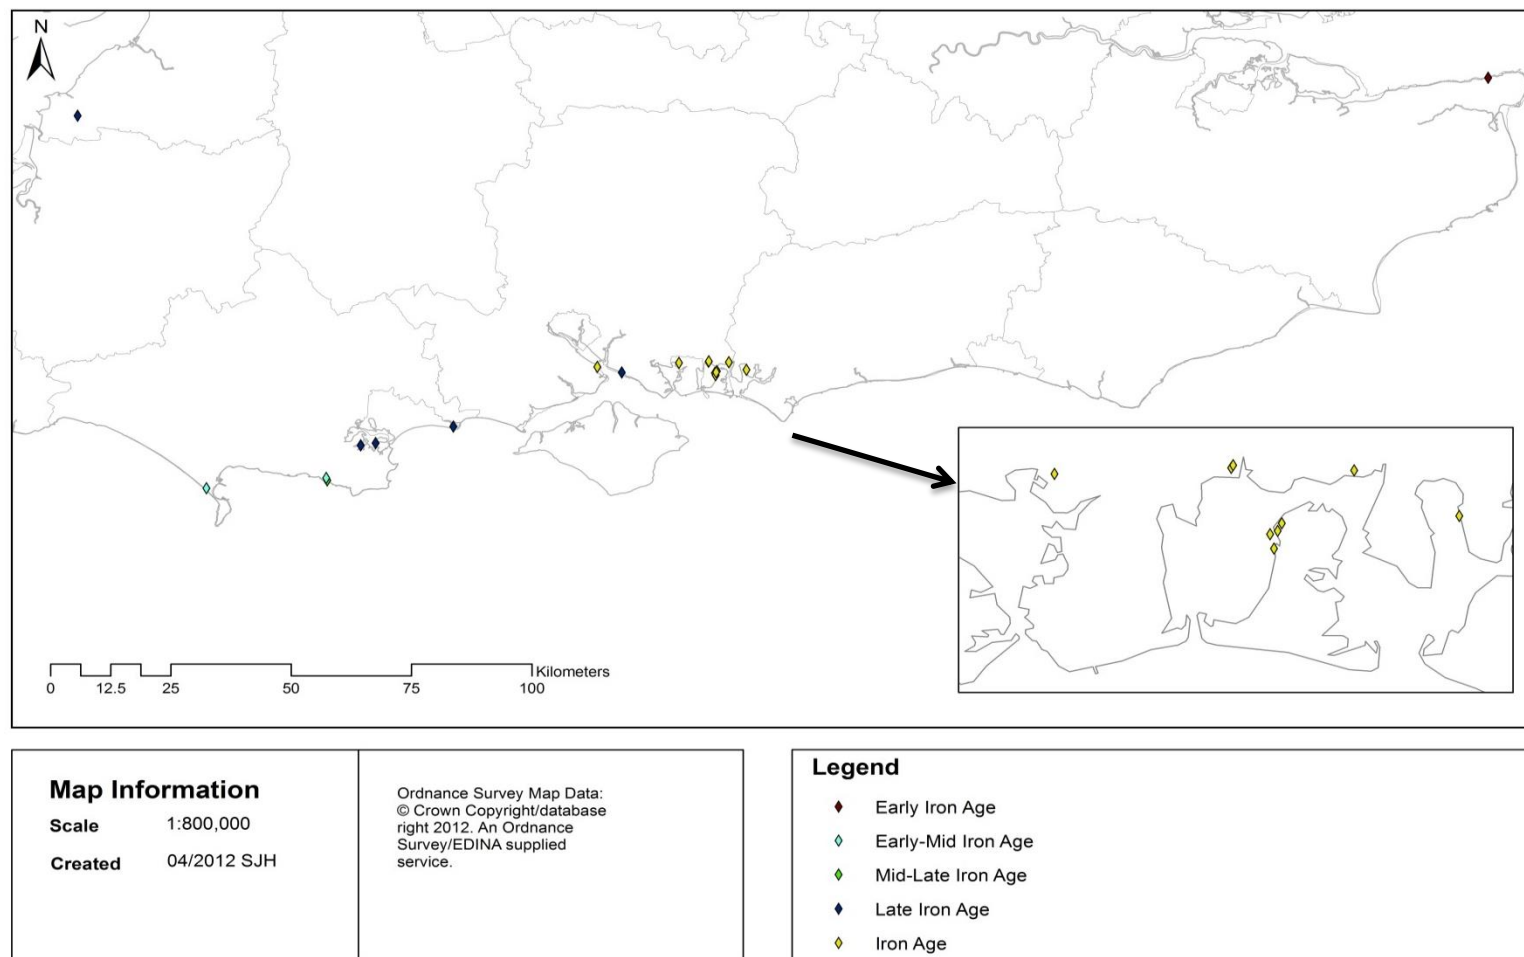 N
Kilometers
0 12.5 25 50 75 100
Map Information
Scale 1:800,000
Created 04/2012 SJH
Ordnance Survey Map Data:
© Crown Copyright/database
right 2012. An Ordnance
Survey/EDINA supplied
service.
Legend
Early Iron Age
Early-Mid Iron Age
Mid-Late Iron Age
Late Iron Age
Iron Age